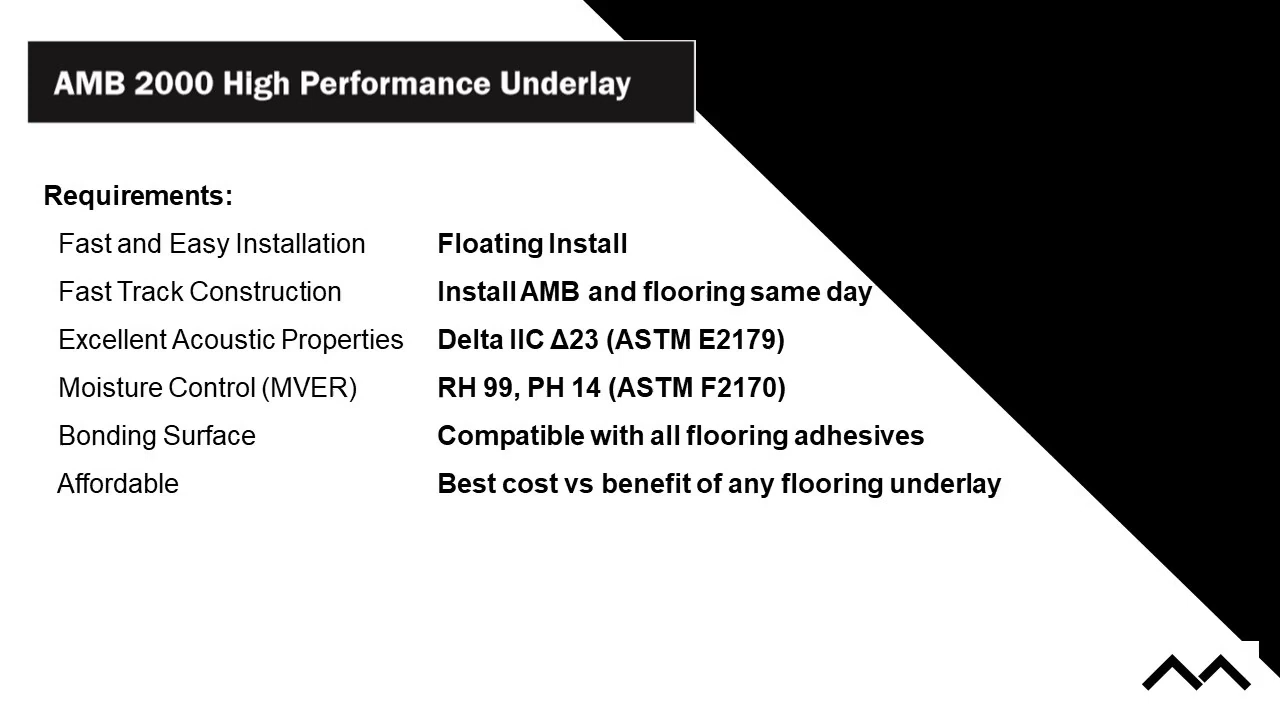 AMB 2000 High Performance Underlay
Requirements:
Fast and Easy Installation Floating Install
Fast Track Construction Install AMB and flooring same day
Excellent Acoustic Properties Delta IIC Δ23 (ASTM E2179)
Moisture Control (MVER) RH 99, PH 14 (ASTM F2170)
Bonding Surface Compatible with all flooring adhesives
Affordable Best cost vs benefit of any flooring underlay